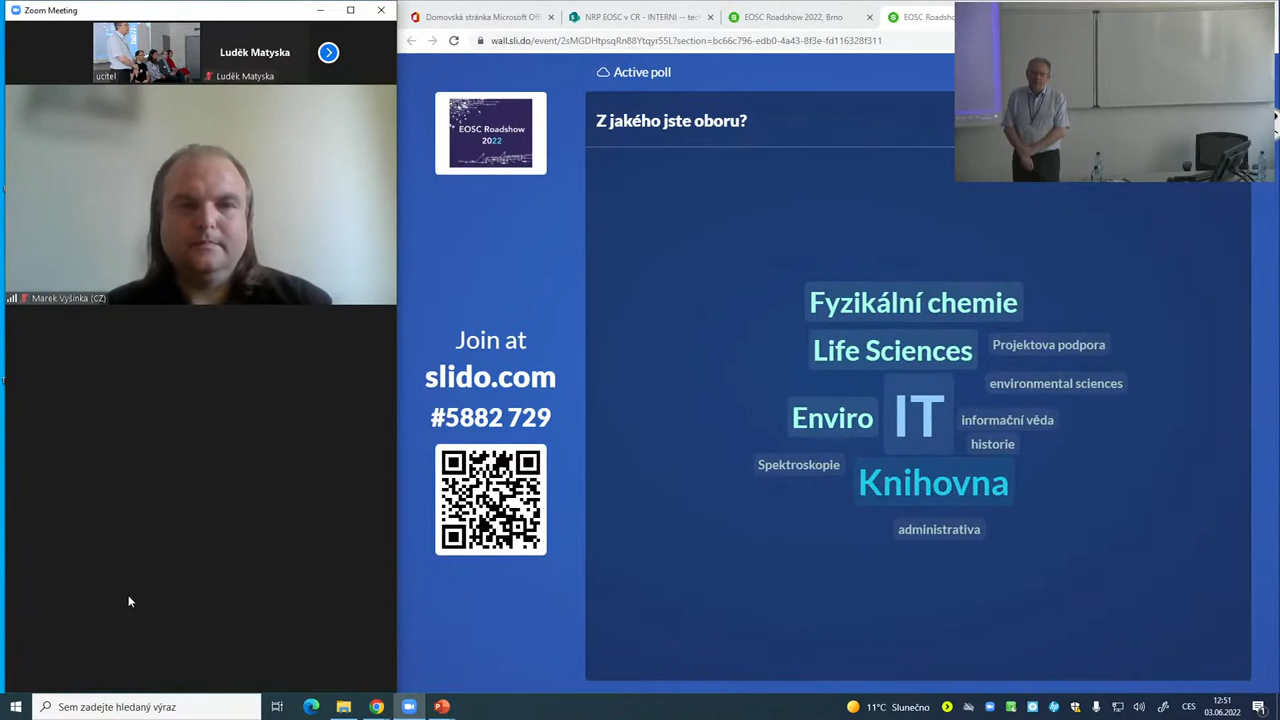 Zoom Meeting
ucitel
Luděk Matyska
Luděk Matyska
Marek Vyšinka (CZ)
Domovská stránka Microsoft Off
NRP EOSC v CR - INTERNI -- tec
EOSC Roadshow 2022, Brno
EOSC Roadsho
wall.sli.do/event/2sMGDHtpsqRn88Ytqyr55L?section=bc66c796-edb0-4a43-8f3e-fd116328f311
EOSC Roadshow
2022
Join at
slido.com
#5882 729
Active poll
Z jakého jste oboru?
Fyzikální chemie
Life Sciences
Projektova podpora
environmental sciences
Enviro
IT
informační věda
historie
Spektroskopie
Knihovna
administrativa
Sem zadejte hledaný výraz
11°C Slunečno
CES
12:51
03.06.2022